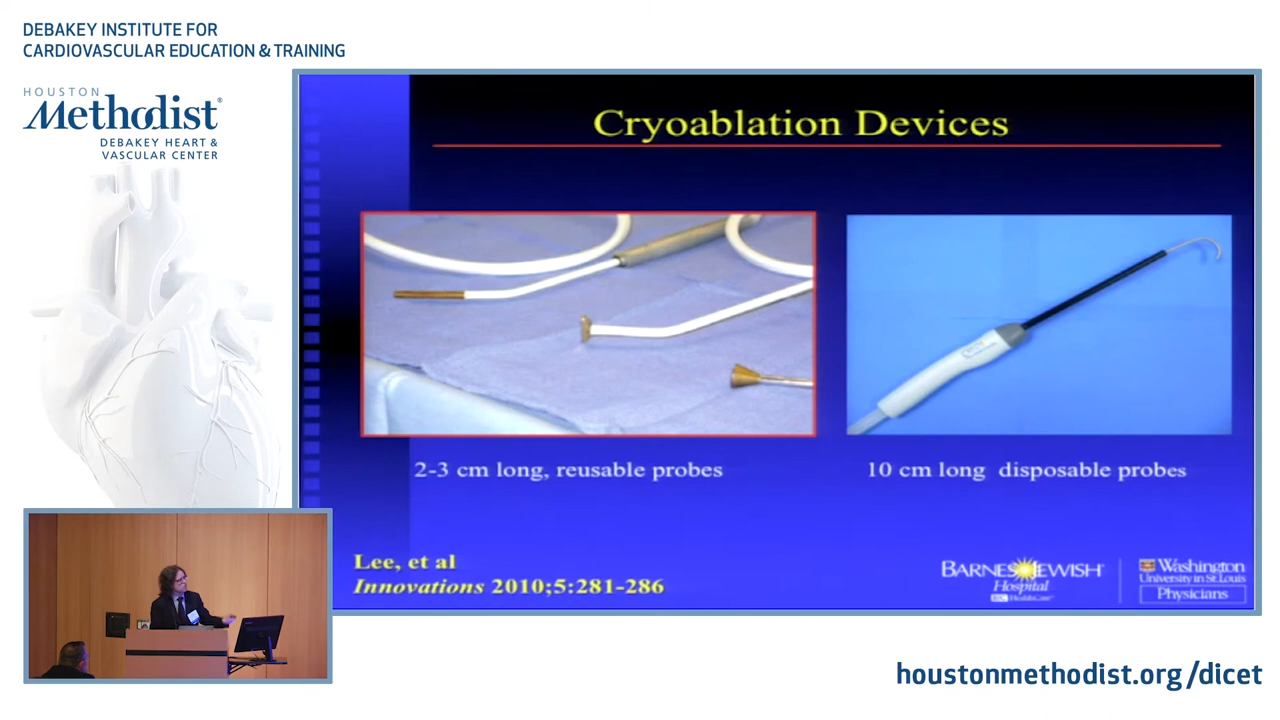 DEBAKEY INSTITUTE FOR
CARDIOVASCULAR EDUCATION & TRAINING
HOUSTON
Methodist®
DEBAKEY HEART &
VASCULAR CENTER
Cryoablation Devices
2-3 cm long, reusable probes
10 cm long disposable probes
Lee, et al
Innovations 2010;5:281-286
BARNES JEWISH
Hospital
BJC HealthCare
Washington
University in St. Louis
Physicians
houstonmethodist.org/dicet